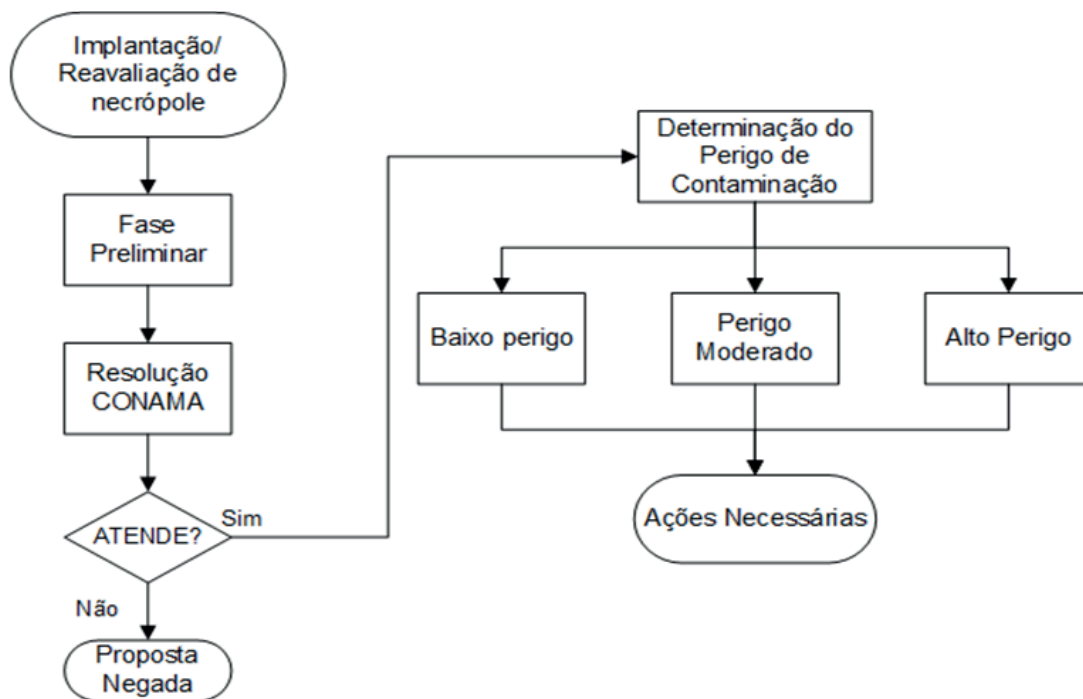 Implantação/
Reavaliação de
necrópole
Fase
Preliminar
Resolução
CONAMA
ATENDE?
Sim
Não
Proposta
Negada
Determinação do
Perigo de
Contaminação
Baixo perigo
Perigo
Moderado
Alto Perigo
Ações Necessárias